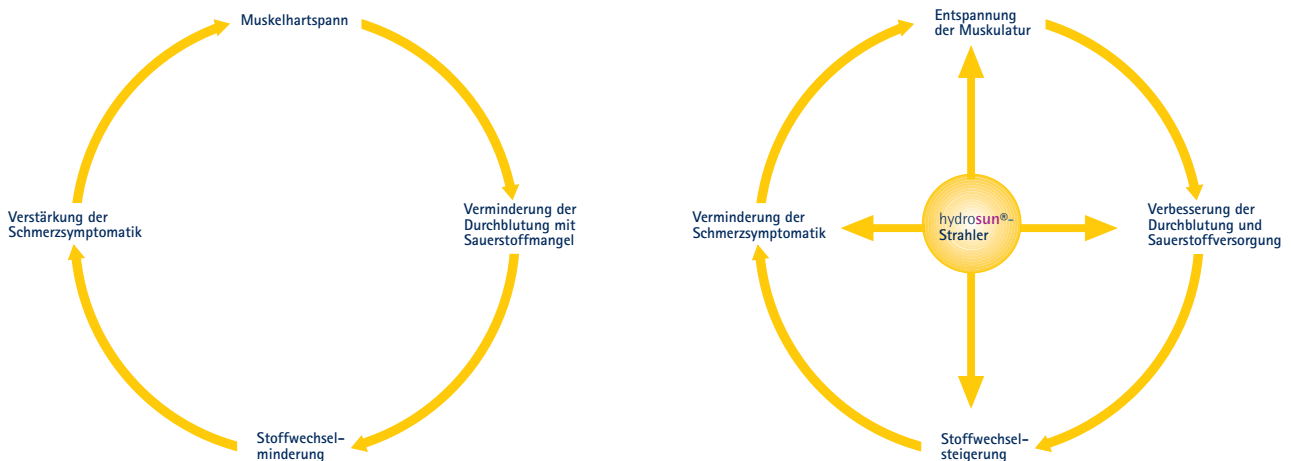 Muskelhartspann
Verminderung der
Durchblutung mit
Sauerstoffmangel
Stoffwechsel-
minderung
Verstärkung der
Schmerzsymptomatik
Entspannung
der Muskulatur
Verbesserung der
Durchblutung und
Sauerstoffversorgung
Stoffwechsel-
steigerung
Verminderung der
Schmerzsymptomatik
hydrosun®-
Strahler